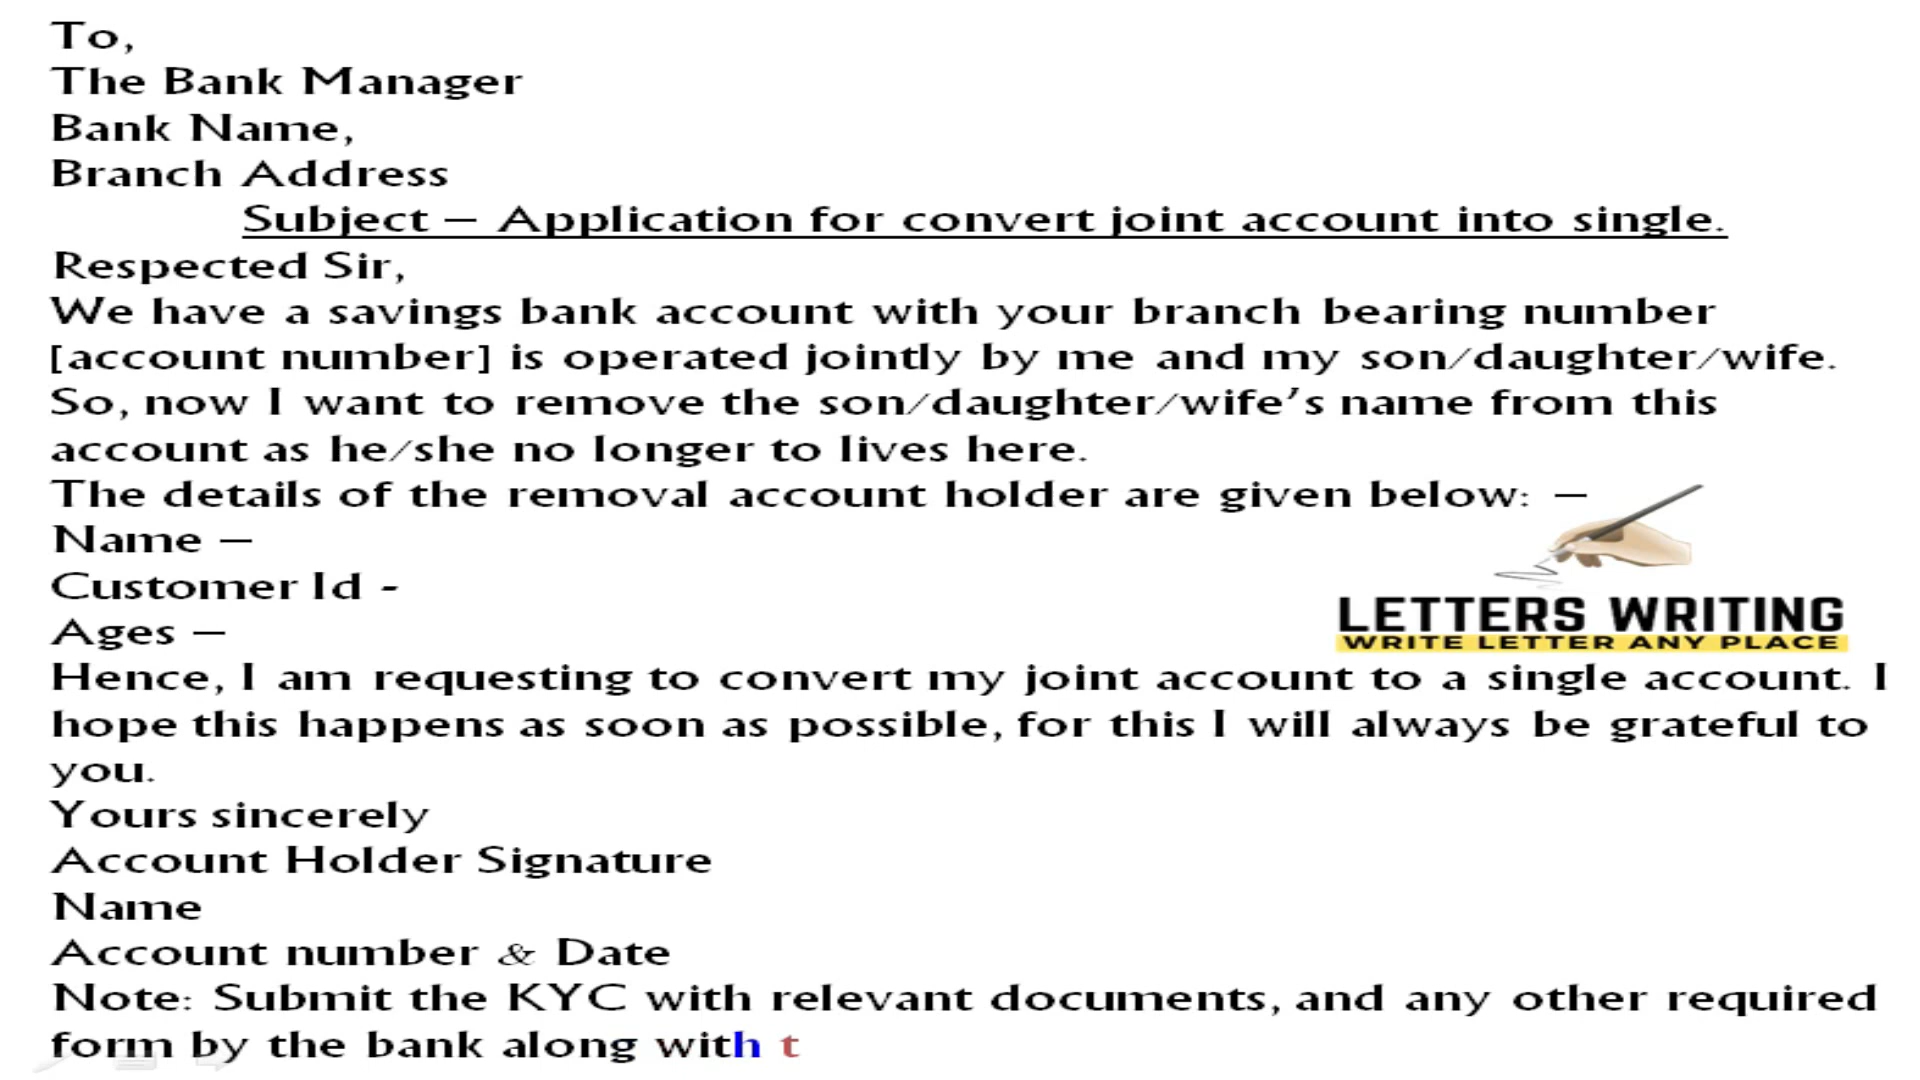 To,
The Bank Manager
Bank Name,
Branch Address
Subject – Application for convert joint account into single.
Respected Sir,
We have a savings bank account with your branch bearing number
[account number] is operated jointly by me and my son/daughter/wife.
So, now I want to remove the son/daughter/wife’s name from this
account as he/she no longer to lives here.
The details of the removal account holder are given below: –
Name –
Customer Id -
Ages –
LETTERS WRITING
WRITE LETTER ANY PLACE
Hence, I am requesting to convert my joint account to a single account. I
hope this happens as soon as possible, for this I will always be grateful to
you.
Yours sincerely
Account Holder Signature
Name
Account number & Date
Note: Submit the KYC with relevant documents, and any other required
form by the bank along with t